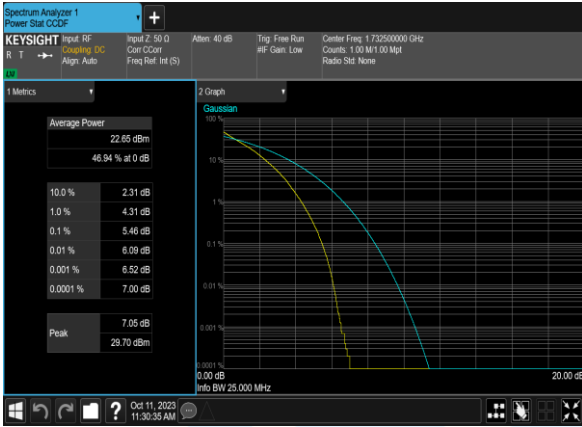 Spectrum Analyzer 1
Power Stat CCDF
KEYSIGHT
R T
LXI
Input: RF
Coupling: DC
Align: Auto
Input Z: 50 Ω
Corr CCorr
Freq Ref: Int (S)
Atten: 40 dB
Trig: Free Run
#IF Gain: Low
Center Freq: 1.732500000 GHz
Counts: 1.00 M/1.00 Mpt
Radio Std: None
1 Metrics
Average Power
22.65 dBm
46.94 % at 0 dB
10.0 % 2.31 dB
1.0 % 4.31 dB
0.1 % 5.46 dB
0.01 % 6.09 dB
0.001 % 6.52 dB
0.0001 % 7.00 dB
Peak
7.05 dB
29.70 dBm
2 Graph
Gaussian
100 %
10 %
1 %
0.1 %
0.01 %
0.001 %
0.0001 %
0.00 dB
20.00 dB
Info BW 25.000 MHz
Oct 11, 2023
11:30:35 AM